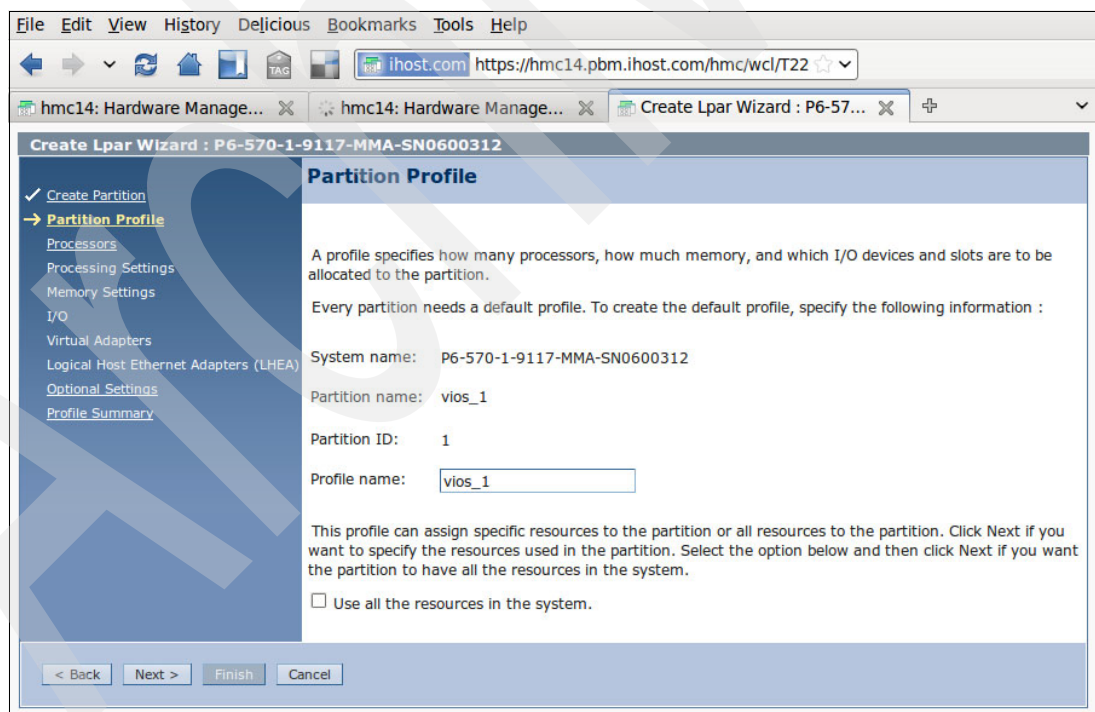 File Edit View History Delicious Bookmarks Tools Help
TAG ihost.com https://hmc14.pbm.ihost.com/hmc/wcl/T22
hmc14: Hardware Manage... hmc14: Hardware Manage... Create Lpar Wizard : P6-57...
Create Lpar Wizard : P6-570-1-9117-MMA-SN0600312
Create Partition
Partition Profile
Processors
Processing Settings
Memory Settings
I/O
Virtual Adapters
Logical Host Ethernet Adapters (LHEA)
Optional Settings
Profile Summary
Partition Profile
A profile specifies how many processors, how much memory, and which I/O devices and slots are to be
allocated to the partition.
Every partition needs a default profile. To create the default profile, specify the following information :
System name: P6-570-1-9117-MMA-SN0600312
Partition name: vios_1
Partition ID: 1
Profile name: vios_1
This profile can assign specific resources to the partition or all resources to the partition. Click Next if you
want to specify the resources used in the partition. Select the option below and then click Next if you want
the partition to have all the resources in the system.
Use all the resources in the system.
< Back Next > Finish Cancel